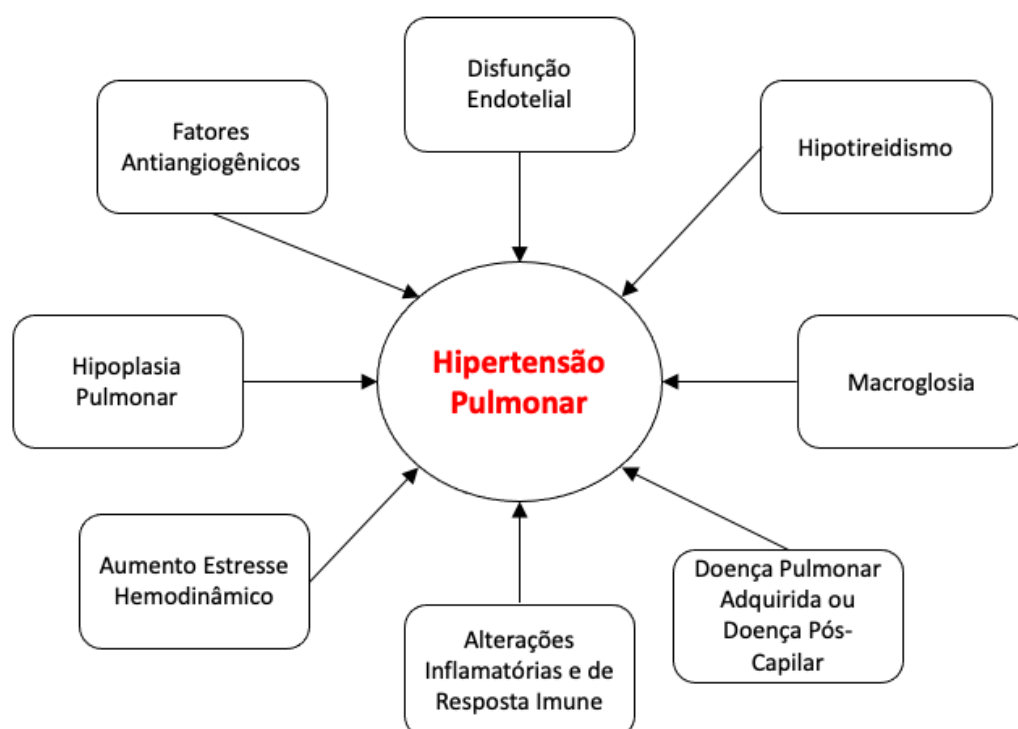 Disfunção
Endotelial
Fatores
Antiangiogênicos
Hipotireidismo
Hipertensão
Pulmonar
Hipoplasia
Pulmonar
Macroglosia
Aumento Estresse
Hemodinâmico
Doença Pulmonar
Adquirida ou
Doença Pós-
Capilar
Alterações
Inflamatórias e de
Resposta Imune